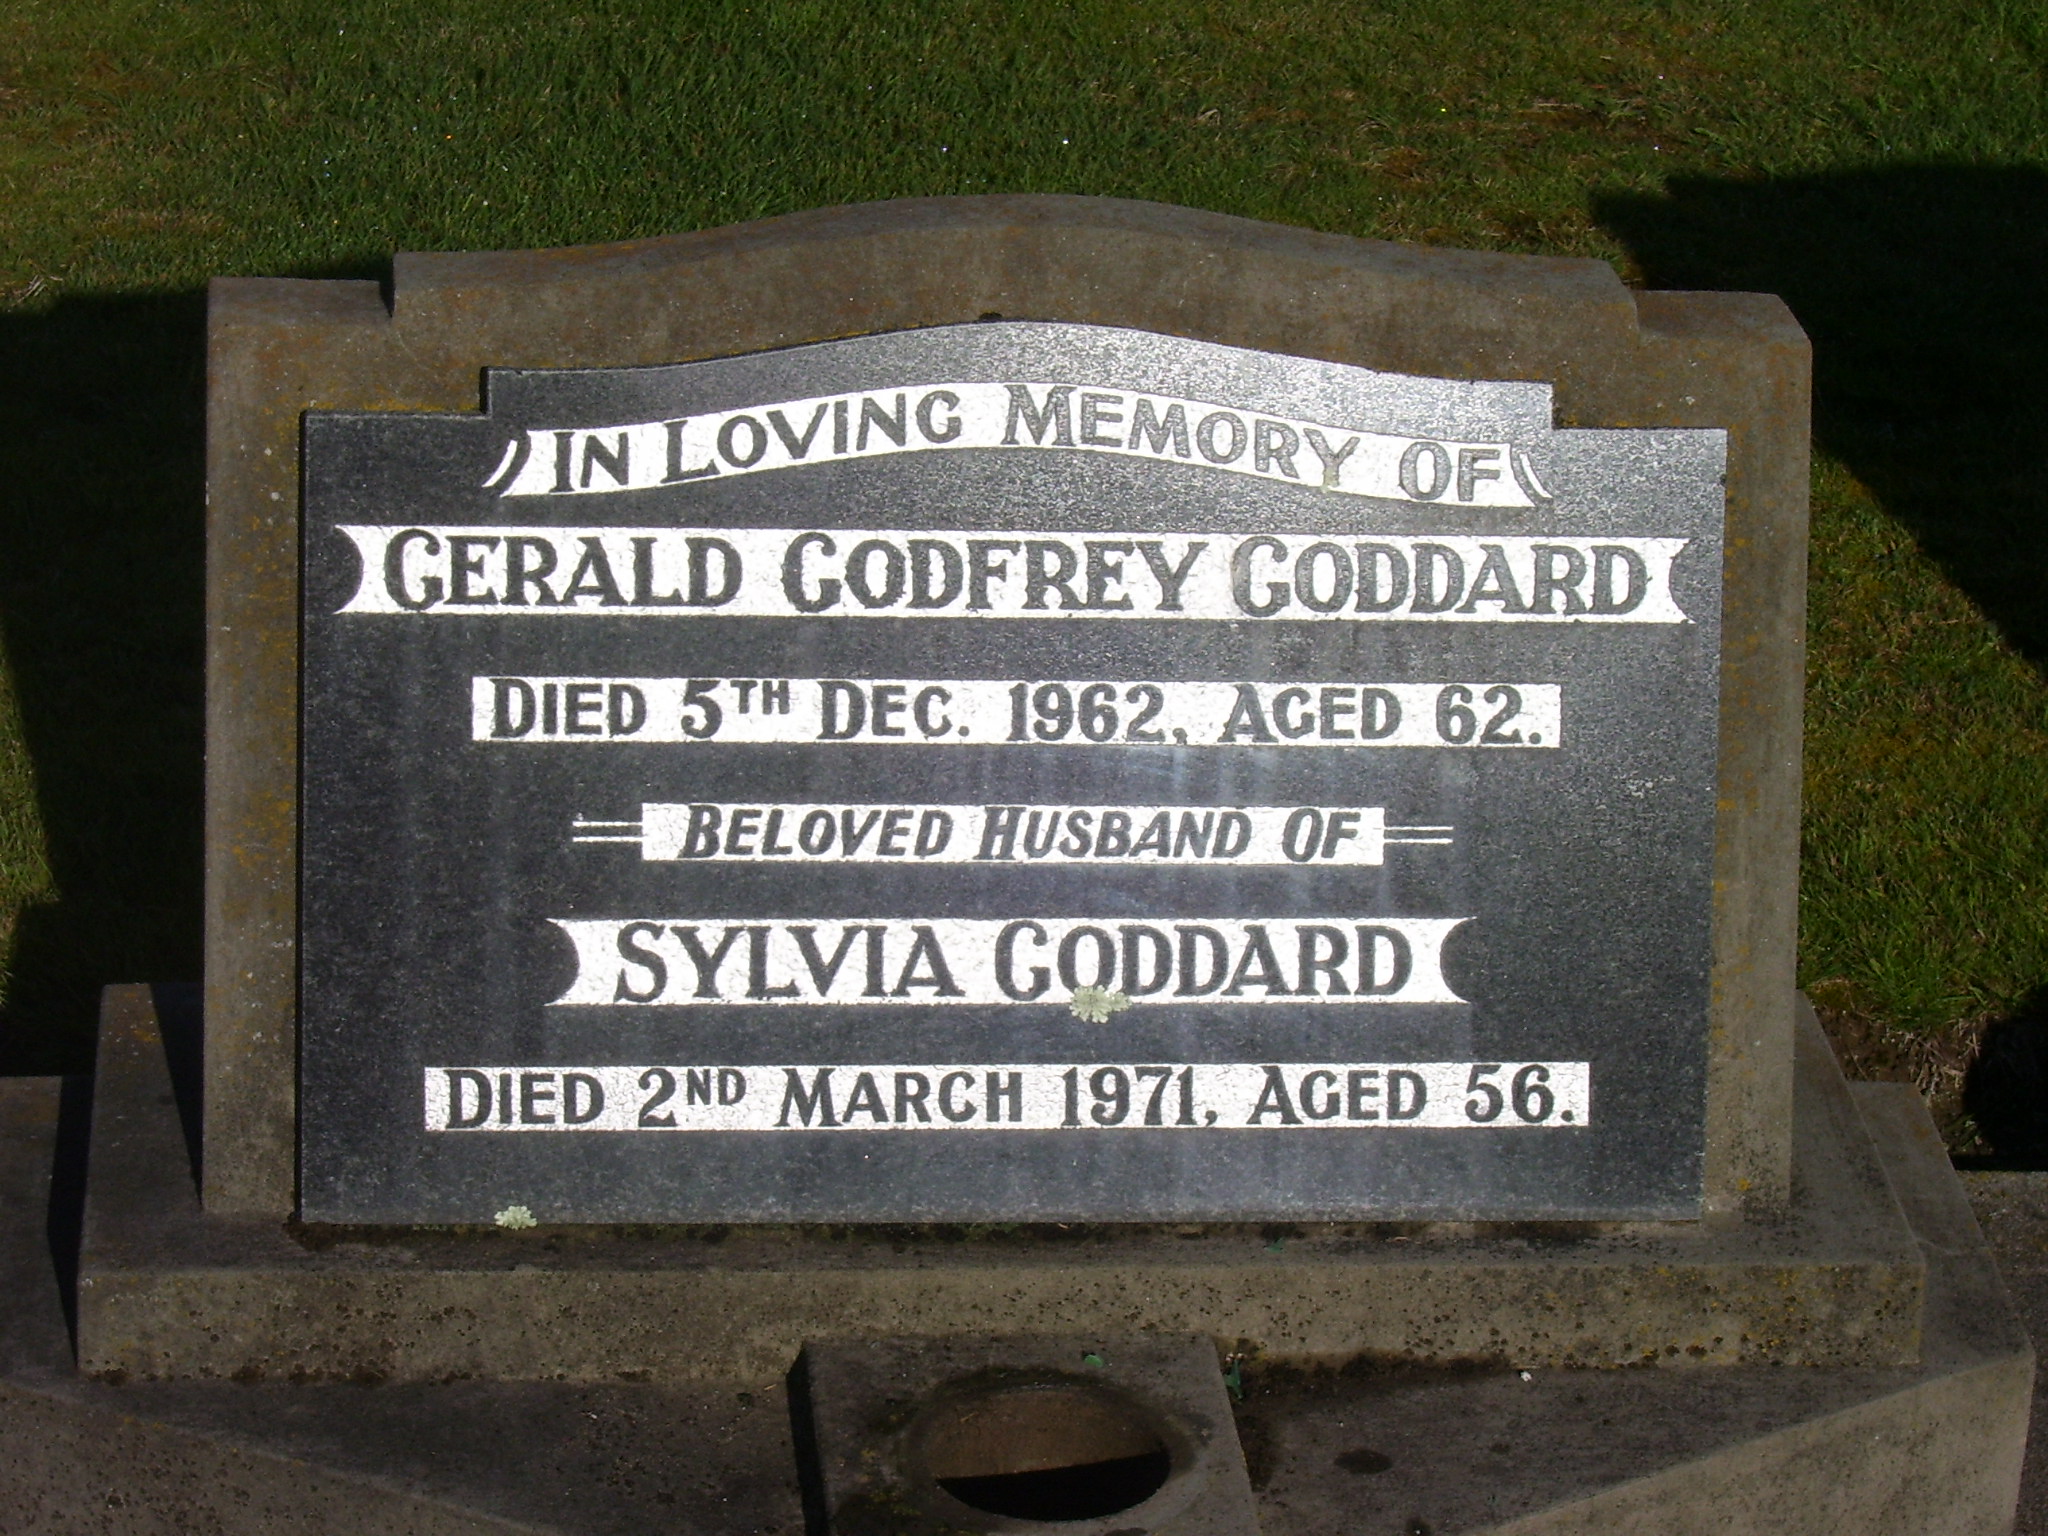 IN LOVING MEMORY OF
GERALD GODFREY GODDARD
DIED 5TH DEC. 1962, AGED 62.
BELOVED HUSBAND OF
SYLVIA GODDARD
DIED 2ND MARCH 1971, AGED 56.